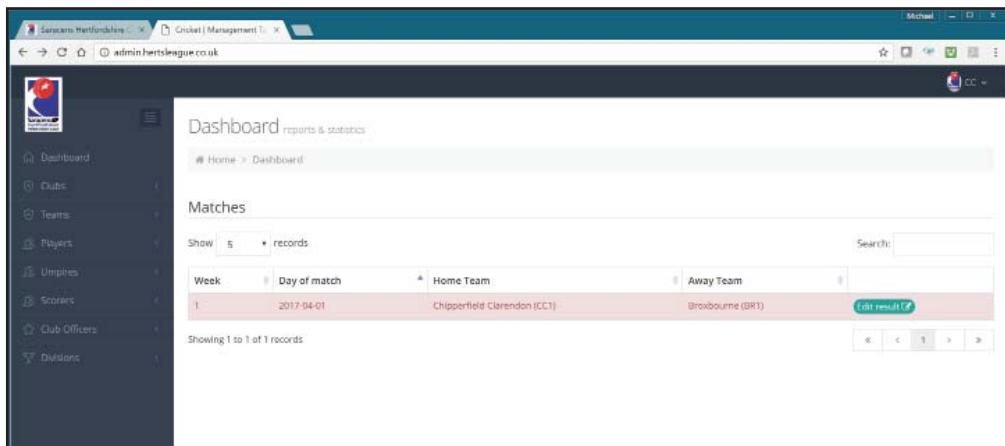 Michael
Saracens Hertfordshire C
Cricket | Management T
admin.hertsleague.co.uk
CC
Dashboard reports & statistics
Dashboard
Home > Dashboard
Clubs
Teams
Matches
Players
Show 5 records
Search:
Umpires
Week Day of match Home Team Away Team
Scorers
1 2017-04-01 Chipperfield Clarendon (CC1) Broxbourne (BR1) Edit result
Club Officers
Showing 1 to 1 of 1 records
« < 1 > »
Divisions